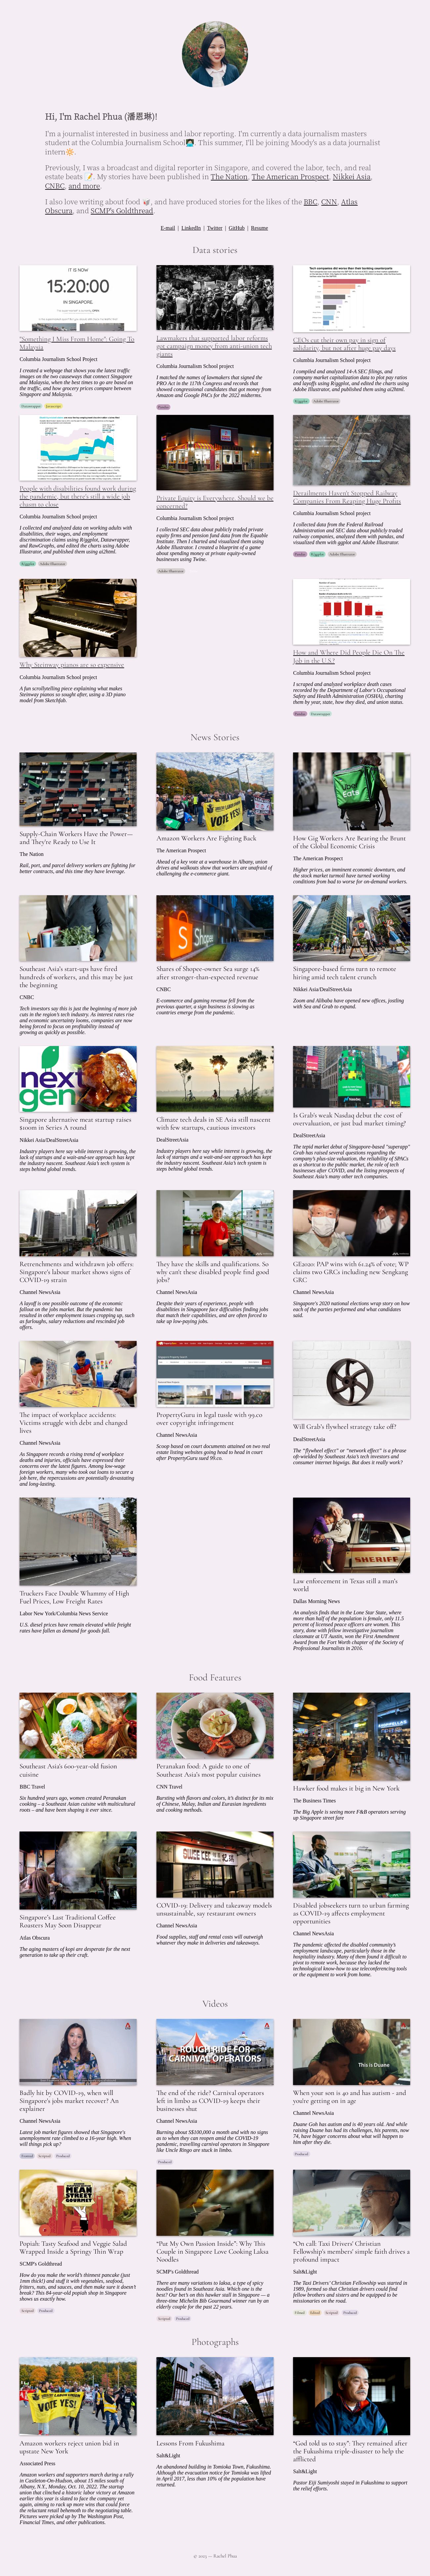 Hi, I'm Rachel Phua (潘恩琳)!
I'm a journalist interested in business and labor reporting. I'm currently a data journalism masters
student at the Columbia Journalism School👩🏻‍💻. This summer, I'll be joining Moody's as a data journalist
intern🔆.
Previously, I was a broadcast and digital reporter in Singapore, and covered the labor, tech, and real
estate beats 📝. My stories have been published in The Nation, The American Prospect, Nikkei Asia,
CNBC, and more.
I also love writing about food 🥡, and have produced stories for the likes of the BBC, CNN, Atlas
Obscura, and SCMP's Goldthread.
E-mail | LinkedIn | Twitter | GitHub | Resume
Data stories
IT IS NOW
15:20:00
IN SINGAPORE.
"Something I Miss From Home": Going To
Malaysia
Columbia Journalism School Project
I created a webpage that shows you the latest traffic
images on the two causeways that connect Singapore
and Malaysia, when the best times to go are based on
the traffic, and how grocery prices compare between
Singapore and Malaysia.
Lawmakers that supported labor reforms
got campaign money from anti-union tech
giants
Columbia Journalism school project
I matched the names of lawmakers that signed the
PRO Act in the 117th Congress and records that
showed congressional candidates that got money from
Amazon and Google PACs for the 2022 midterms.
CEOs cut their own pay in sign of
solidarity, but not after huge pay days
Columbia Journalism School project
I compiled and analyzed 14-A SEC filings, and
company market capitalization data to find pay ratios
and layoffs using R/ggplot, and edited the charts using
Adobe Illustrator, and published them using ai2html.
People with disabilities found work during
the pandemic, but there's still a wide job
chasm to close
Columbia Journalism School project
I collected and analyzed data on working adults with
disabilities, their wages, and employment
discrimination claims using R/ggplot, Datawrapper,
and RawGraphs, edited the charts using Adobe
Illustrator, and published them using ai2html.
Private Equity is Everywhere. Should we be
concerned?
Columbia Journalism School project
I collected SEC data about publicly traded private
equity firms and pension fund data from the Equable
Institute. Then I charted and visualized them using
Adobe Illustrator. I created a blueprint of a game
about spending money at private equity-owned
businesses using Twine.
Derailments Haven't Stopped Railway
Companies From Reaping Huge Profits
Columbia Journalism School project
I collected data from the Federal Railroad
Administration and SEC data about publicly traded
railway companies, analyzed them with pandas, and
visualized them with ggplot and Adobe Illustrator.
Why Steinway pianos are so expensive
Columbia Journalism School project
A fun scrollytelling piece explaining what makes
Steinway pianos so sought after, using a 3D piano
model from Sketchfab.
How and Where Did People Die On The
Job in the U.S.?
Columbia Journalism School project
I scraped and analyzed workplace death cases
recorded by the Department of Labor's Occupational
Safety and Health Administration (OSHA), charting
them by year, state, how they died, and union status.
News Stories
Supply-Chain Workers Have the Power—
and They're Ready to Use It
The Nation
Rail, port, and parcel delivery workers are fighting for
better contracts, and this time they have leverage.
VOTE YES!
Amazon Workers Are Fighting Back
The American Prospect
Ahead of a key vote at a warehouse in Albany, union
drives and walkouts show that workers are unafraid of
challenging the e-commerce giant.
Eats
How Gig Workers Are Bearing the Brunt
of the Global Economic Crisis
The American Prospect
Higher prices, an imminent economic downturn, and
the stock market turmoil have turned working
conditions from bad to worse for on-demand workers.
Southeast Asia's start-ups have fired
hundreds of workers, and this may be just
the beginning
CNBC
Tech investors say this is just the beginning of more job
cuts in the region's tech industry. As interest rates rise
and economic uncertainty looms, companies are now
being forced to focus on profitability instead of
growing as quickly as possible.
Shopee
Shares of Shopee-owner Sea surge 14%
after stronger-than-expected revenue
CNBC
E-commerce and gaming revenue fell from the
previous quarter, a sign business is slowing as
countries emerge from the pandemic.
Singapore-based firms turn to remote
hiring amid tech talent crunch
Nikkei Asia/DealStreetAsia
Zoom and Alibaba have opened new offices, jostling
with Sea and Grab to expand.
next
gen
Singapore alternative meat startup raises
$100m in Series A round
Nikkei Asia/DealStreetAsia
Industry players here say while interest is growing, the
lack of startups and a wait-and-see approach has kept
the industry nascent. Southeast Asia's tech system is
steps behind global trends.
Climate tech deals in SE Asia still nascent
with few startups, cautious investors
DealStreetAsia
Industry players here say while interest is growing, the
lack of startups and a wait-and-see approach has kept
the industry nascent. Southeast Asia's tech system is
steps behind global trends.
Is Grab's weak Nasdaq debut the cost of
overvaluation, or just bad market timing?
DealStreetAsia
The tepid market debut of Singapore-based "superapp"
Grab has raised several questions regarding the
company's pre-listing valuation, the reliability of SPACs
as a shortcut to the public market, the role of tech
businesses after COVID, and the listing prospects of
Southeast Asia's many other tech companies.
Retrenchments and withdrawn job offers:
Singapore's labour market shows signs of
COVID-19 strain
Channel NewsAsia
A layoff is one possible outcome of the economic
fallout on the job market. But the pandemic has
resulted in other employment issues cropping up, such
as furloughs, salary reductions and rescinded job
offers.
They have the skills and qualifications. So
why can't these disabled people find good
jobs?
Channel NewsAsia
Despite their years of experience, people with
disabilities in Singapore face difficulties finding jobs
that match their capabilities, and are often forced to
take up low-paying jobs.
GE2020: PAP wins with 61.24% of vote; WP
claims two GRCs including new Sengkang
GRC
Channel NewsAsia
Singapore's 2020 national elections wrap story on how
each of the parties performed and what candidates
said.
The impact of workplace accidents:
Victims struggle with debt and changed
lives
Channel NewsAsia
As Singapore records a rising trend of workplace
deaths and injuries, officials have expressed their
concerns over the latest figures. Among low-wage
foreign workers, many who took out loans to secure a
job here, the repercussions are potentially devastating
and long-lasting.
PropertyGuru in legal tussle with 99.co
over copyright infringement
Channel NewsAsia
Scoop based on court documents attained on two real
estate listing websites going head to head in court
after PropertyGuru sued 99.co.
Will Grab's flywheel strategy take off?
DealStreetAsia
The "flywheel effect" or "network effect" is a phrase
oft-wielded by Southeast Asia's tech investors and
consumer internet bigwigs. But does it really work?
Truckers Face Double Whammy of High
Fuel Prices, Low Freight Rates
Labor New York/Columbia News Service
U.S. diesel prices have remain elevated while freight
rates have fallen as demand for goods fall.
SHERIFF
Law enforcement in Texas still a man's
world
Dallas Morning News
An analysis finds that in the Lone Star State, where
more than half of the population is female, only 11.5
percent of licensed peace officers are women. This
story, done with fellow investigative journalism
classmate at UT Austin, won the First Amendment
Award from the Fort Worth chapter of the Society of
Professional Journalists in 2016.
Food Features
Southeast Asia's 600-year-old fusion
cuisine
BBC Travel
Six hundred years ago, women created Peranakan
cooking – a Southeast Asian cuisine with multicultural
roots – and have been shaping it ever since.
Peranakan food: A guide to one of
Southeast Asia's most popular cuisines
CNN Travel
Bursting with flavors and colors, it's distinct for its mix
of Chinese, Malay, Indian and Eurasian ingredients
and cooking methods.
Hawker food makes it big in New York
The Business Times
The Big Apple is seeing more F&B operators serving
up Singapore street fare
Singapore's Last Traditional Coffee
Roasters May Soon Disappear
Atlas Obscura
The aging masters of kopi are desperate for the next
generation to take up their craft.
COVID-19: Delivery and takeaway models
unsustainable, say restaurant owners
Channel NewsAsia
Food supplies, staff and rental costs will outweigh
whatever they make in deliveries and takeaways.
Disabled jobseekers turn to urban farming
as COVID-19 affects employment
opportunities
Channel NewsAsia
The pandemic affected the disabled community's
employment landscape, particularly those in the
hospitality industry. Many of them found it difficult to
pivot to remote work, because they lacked the
technological know-how to use teleconferencing tools
or the equipment to work from home.
Videos
Badly hit by COVID-19, when will
Singapore's jobs market recover? An
explainer
Channel NewsAsia
Latest job market figures showed that Singapore's
unemployment rate climbed to a 16-year high. When
will things pick up?
ROUGH RIDE FOR
CARNIVAL OPERATORS
The end of the ride? Carnival operators
left in limbo as COVID-19 keeps their
businesses shut
Channel NewsAsia
Burning about S$100,000 a month and with no signs
as to when they can reopen amid the COVID-19
pandemic, traveling carnival operators in Singapore
like Uncle Ringo are stuck in limbo.
This is Duane
When your son is 40 and has autism - and
you're getting on in age
Channel NewsAsia
Duane Goh has autism and is 40 years old. And while
raising Duane has had its challenges, his parents, now
74, have bigger concerns about what will happen to
him after they die.
MEAN STREET
GOURMET
Popiah: Tasty Seafood and Veggie Salad
Wrapped Inside a Springy Thin Wrap
SCMP's Goldthread
How do you make the world's thinnest pancake (just
1mm thick!) and stuff it with vegetables, seafood,
fritters, nuts, and sauces, and then make sure it doesn't
break? This 84-year-old popiah shop in Singapore
shows us exactly how.
"Put My Own Passion Inside": Why This
Couple in Singapore Love Cooking Laksa
Noodles
SCMP's Goldthread
There are many variations to laksa, a type of spicy
noodles found in Southeast Asia. Which one is the
best? Our bet's on this hawker stall in Singapore — a
three-time Michelin Bib Gourmand winner run by an
elderly couple for the past 22 years.
"On call: Taxi Drivers' Christian
Fellowship's members' simple faith drives a
profound impact
Salt&Light
The Taxi Drivers' Christian Fellowship was started in
1989, formed so that Christian drivers could find
fellow brothers and sisters and be equipped to be
missionaries on the road.
Photographs
VOTE YES!
Amazon workers reject union bid in
upstate New York
Associated Press
Amazon workers and supporters march during a rally
in Castleton-On-Hudson, about 15 miles south of
Albany, N.Y., Monday, Oct. 10, 2022. The startup
union that clinched a historic labor victory at Amazon
earlier this year is slated to face the company yet
again, aiming to rack up more wins that could force
the reluctant retail behemoth to the negotiating table.
Pictures were picked up by The Washington Post,
Financial Times, and other publications.
Lessons From Fukushima
Salt&Light
An abandoned building in Tomioka Town, Fukushima.
Although the evacuation notice for Tomioka was lifted
in April 2017, less than 10% of the population have
returned.
"God told us to stay": They remained after
the Fukushima triple-disaster to help the
afflicted
Salt&Light
Pastor Eiji Sumiyoshi stayed in Fukushima to support
the relief efforts.
© 2023 — Rachel Phua